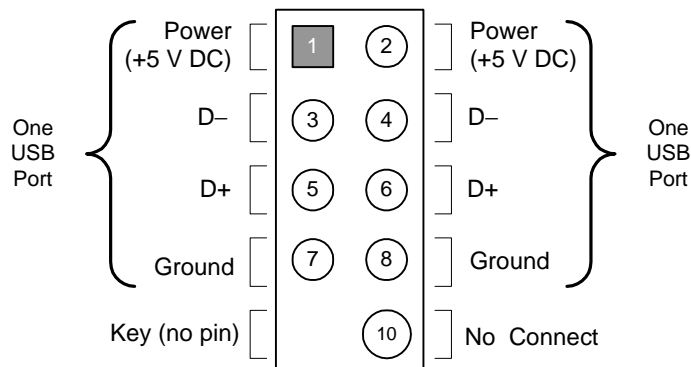 Power
(+5 V DC)
1
2
Power
(+5 V DC)
D–
3
4
D–
One
USB
Port
One
USB
Port
D+
5
6
D+
Ground
7
8
Ground
Key (no pin)
10
No Connect